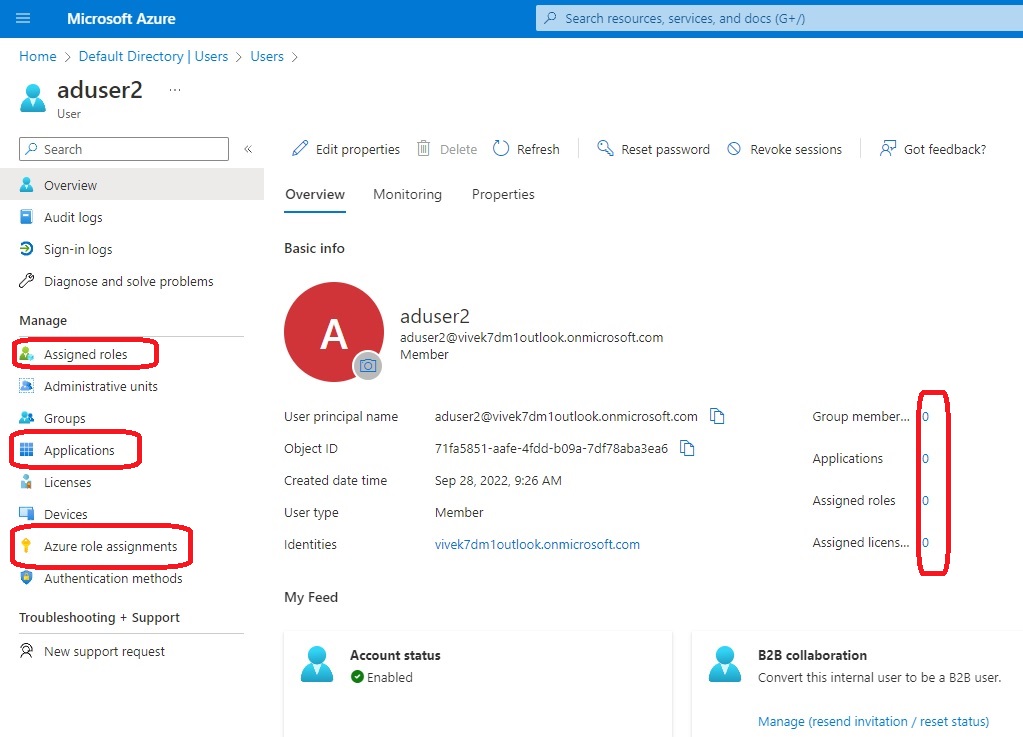 Microsoft Azure
Search resources, services, and docs (G+/)
Home > Default Directory | Users > Users >
aduser2 ...
User
Search «
Edit properties Delete Refresh Reset password Revoke sessions Got feedback?
Overview
Audit logs
Sign-in logs
Diagnose and solve problems
Manage
Assigned roles
Administrative units
Groups
Applications
Licenses
Devices
Azure role assignments
Authentication methods
Troubleshooting + Support
New support request
Overview Monitoring Properties
Basic info
A
aduser2
aduser2@vivek7dm1outlook.onmicrosoft.com
Member
User principal name aduser2@vivek7dm1outlook.onmicrosoft.com
Object ID 71fa5851-aafe-4fdd-b09a-7df78aba3ea6
Created date time Sep 28, 2022, 9:26 AM
User type Member
Identities vivek7dm1outlook.onmicrosoft.com
Group member... 0
Applications 0
Assigned roles 0
Assigned licens... 0
My Feed
Account status
Enabled
B2B collaboration
Convert this internal user to be a B2B user.
Manage (resend invitation / reset status)